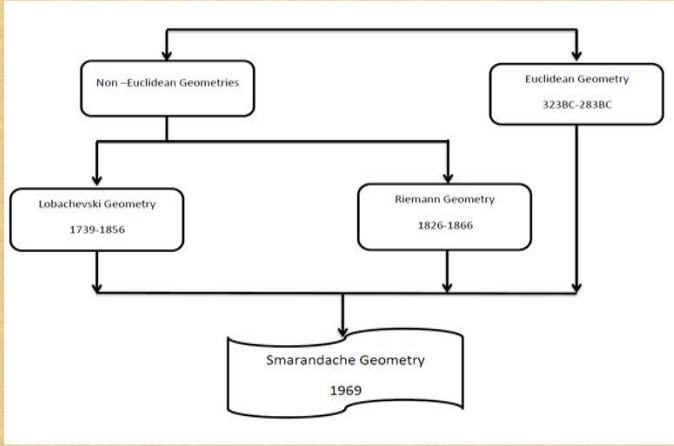 Non –Euclidean Geometries
Euclidean Geometry
323BC-283BC
Lobachevski Geometry
1739-1856
Riemann Geometry
1826-1866
Smarandache Geometry
1969